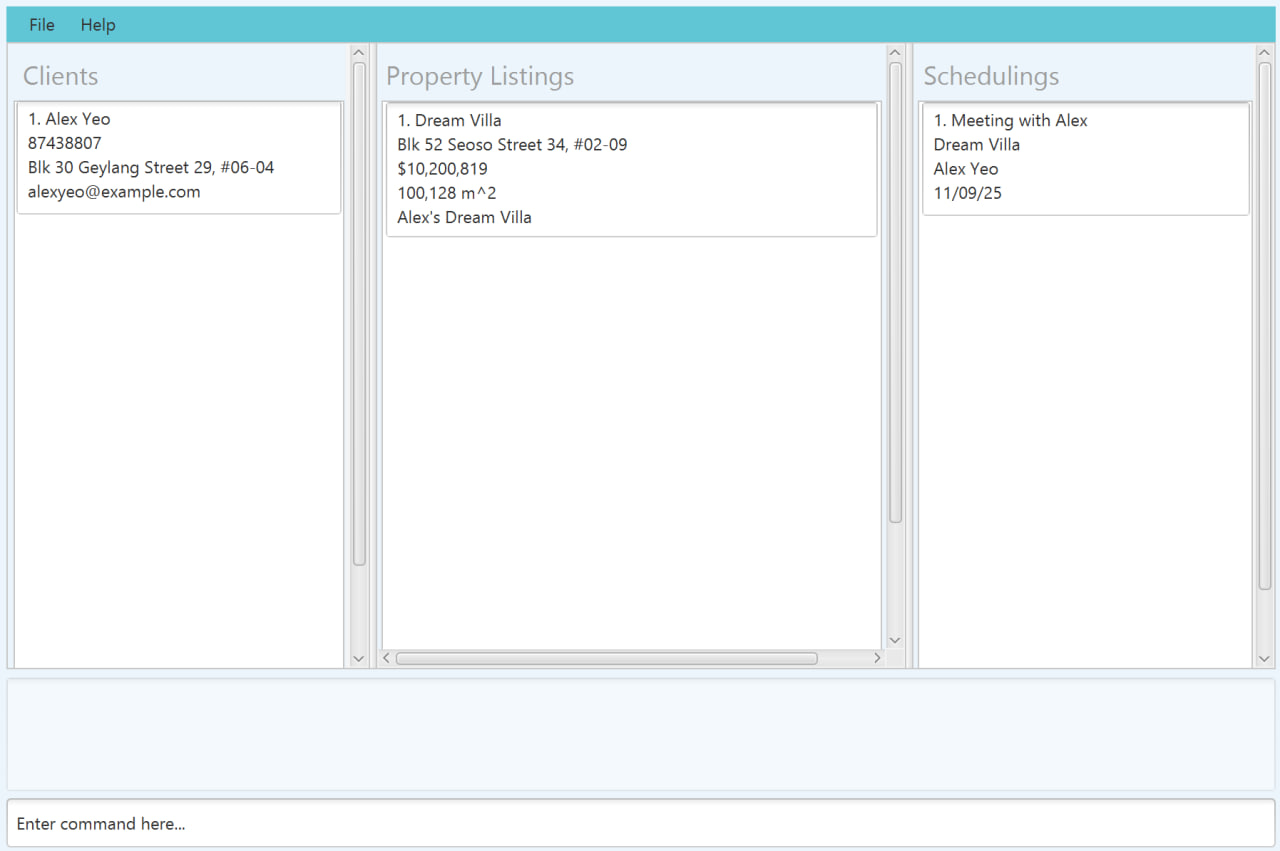 File Help
Clients
1. Alex Yeo
87438807
Blk 30 Geylang Street 29, #06-04
alexyeo@example.com
Property Listings
1. Dream Villa
Blk 52 Seoso Street 34, #02-09
$10,200,819
100,128 m^2
Alex's Dream Villa
Schedulings
1. Meeting with Alex
Dream Villa
Alex Yeo
11/09/25
Enter command here...